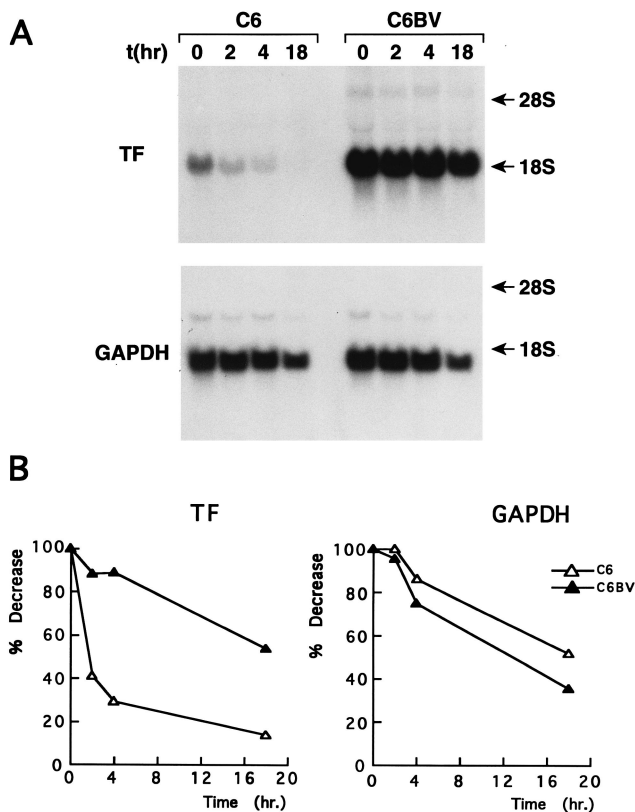 A
C6 C6BV
t(hr) 0 2 4 18 0 2 4 18
← 28S
TF
← 18S
← 28S
GAPDH
← 18S
B
TF
% Decrease
100
80
60
40
20
0
0 4 8 12 16 20
Time (hr.)
GAPDH
% Decrease
100
80
60
40
20
0
0 4 8 12 16 20
Time (hr.)
C6
C6BV